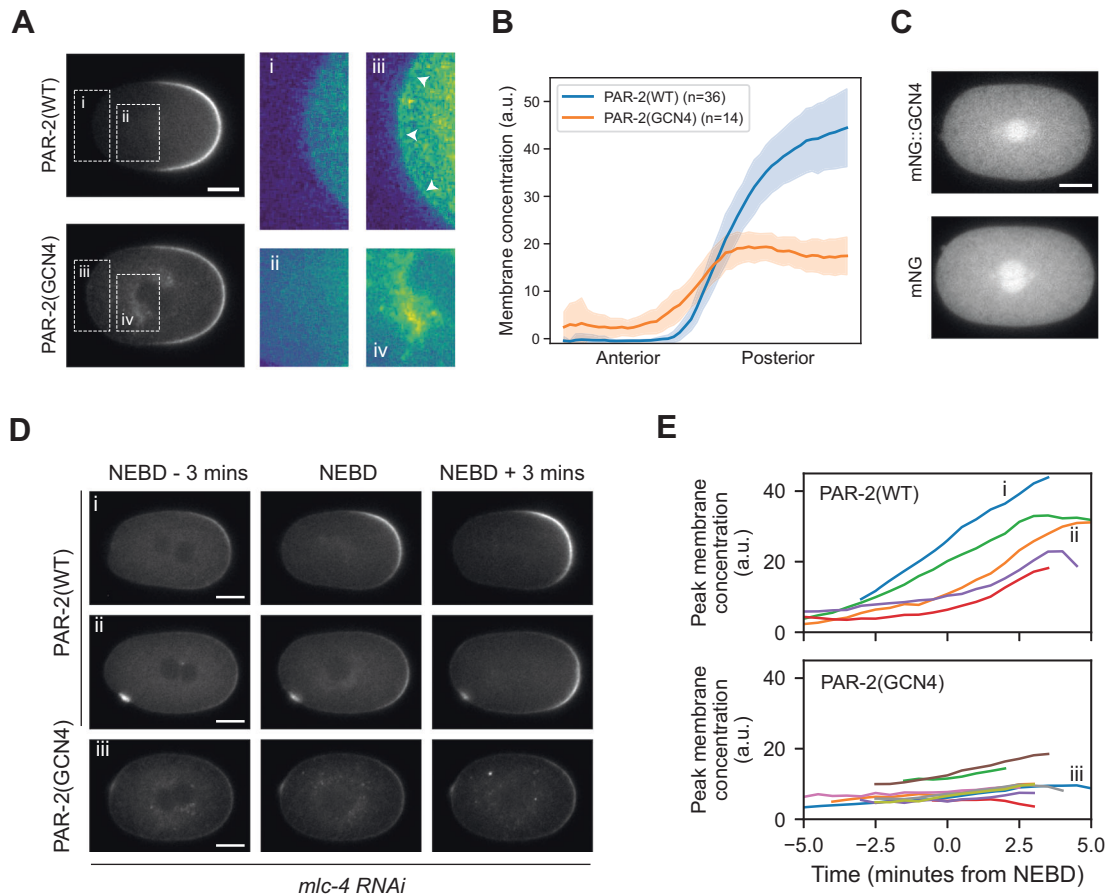 A
PAR-2(WT)
i
ii
PAR-2(GCN4)
iii
iv
i
iii
ii
iv
B
Membrane concentration (a.u.)
50
40
30
20
10
0
PAR-2(WT) (n=36)
PAR-2(GCN4) (n=14)
Anterior
Posterior
C
mNG::GCN4
mNG
D
NEBD - 3 mins
NEBD
NEBD + 3 mins
PAR-2(WT)
i
ii
PAR-2(GCN4)
iii
mlc-4 RNAi
E
Peak membrane
concentration
(a.u.)
40
20
0
PAR-2(WT)
i
ii
Peak membrane
concentration
(a.u.)
40
20
0
PAR-2(GCN4)
iii
−5.0
−2.5
0.0
2.5
5.0
Time (minutes from NEBD)